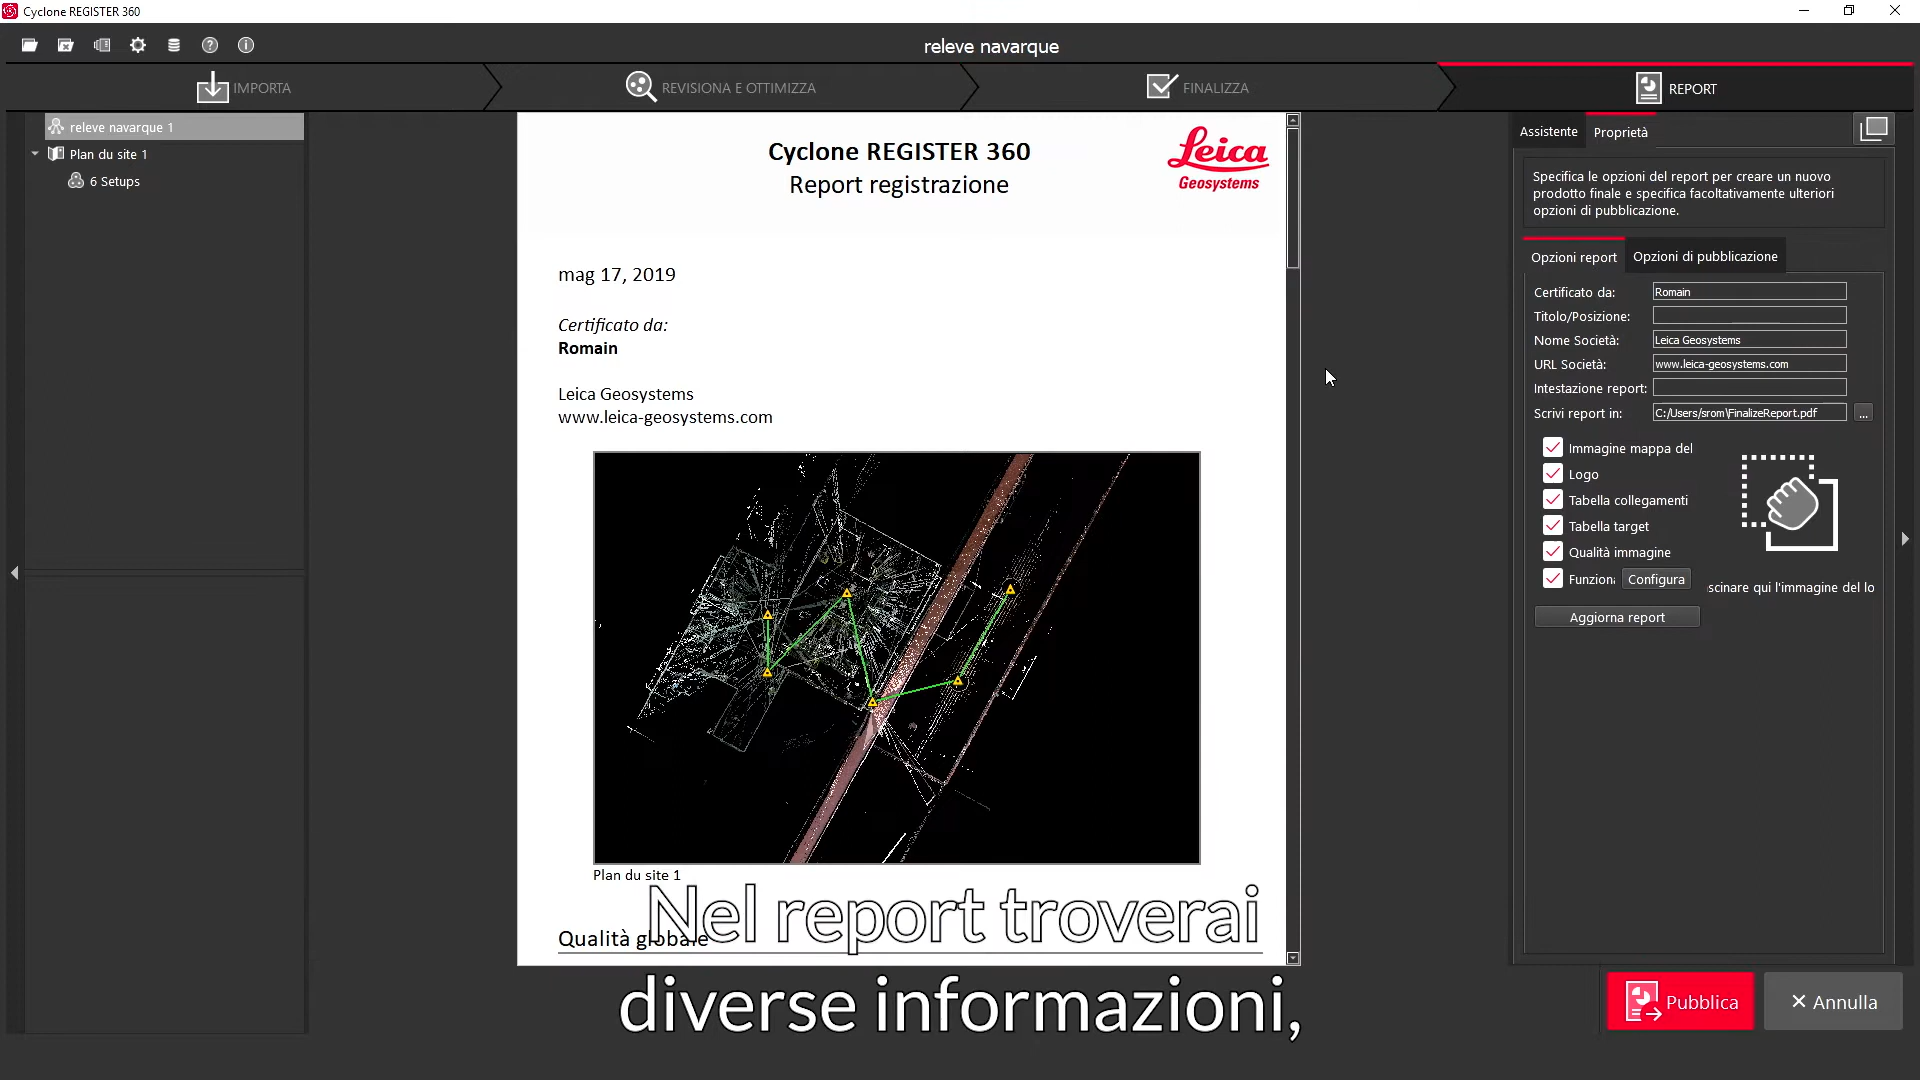 Cyclone REGISTER 360
releve navarque
IMPORTA
REVISIONA E OTTIMIZZA
FINALIZZA
REPORT
releve navarque 1
Plan du site 1
6 Setups
Cyclone REGISTER 360
Report registrazione
Leica
Geosystems
mag 17, 2019
Certificato da:
Romain
Leica Geosystems
www.leica-geosystems.com
Plan du site 1
Qualità globale
Nel report troverai
diverse informazioni,
Assistente
Proprietà
Specifica le opzioni del report per creare un nuovo
prodotto finale e specifica facoltativamente ulteriori
opzioni di pubblicazione.
Opzioni report
Opzioni di pubblicazione
Certificato da: Romain
Titolo/Posizione:
Nome Società: Leica Geosystems
URL Società: www.leica-geosystems.com
Intestazione report:
Scrivi report in: C:/Users/srom\FinalizeReport.pdf ...
Immagine mappa del
Logo
Tabella collegamenti
Tabella target
Qualità immagine
Funziona Configura
scinare qui l'immagine del lo
Aggiorna report
Pubblica
Annulla